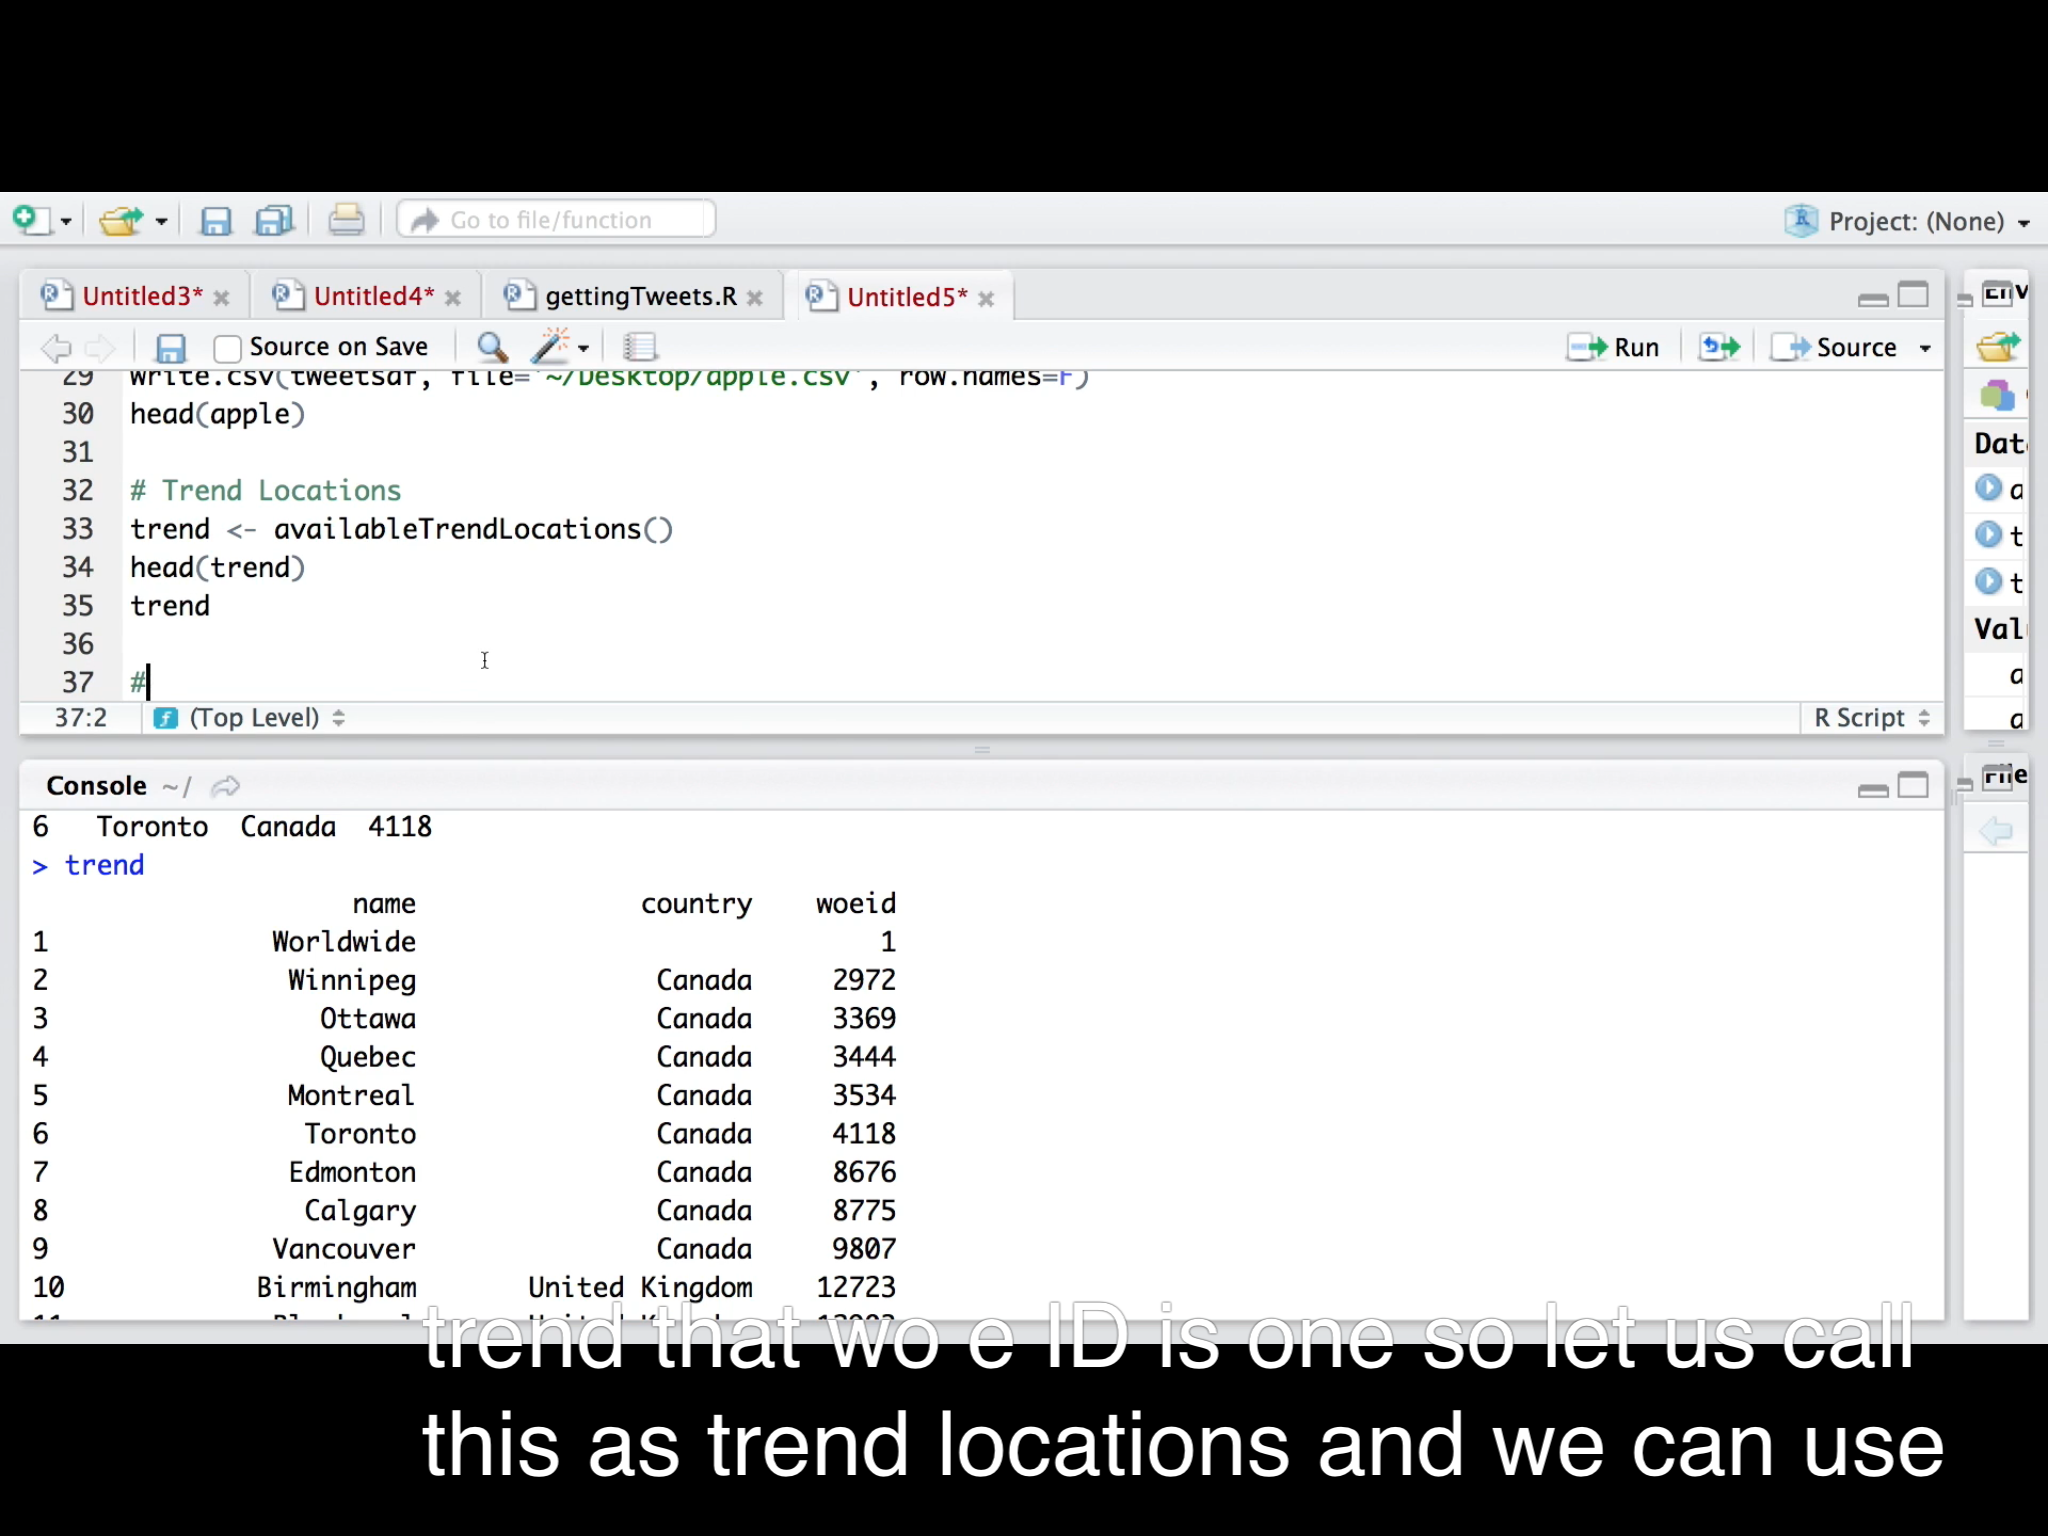 Go to file/function
Project: (None)
Untitled3* Untitled4* gettingTweets.R Untitled5*
Source on Save Run Source
29 write.csv(tweetsdf, file='~/Desktop/apple.csv', row.names=F)
30 head(apple)
31
32 # Trend Locations
33 trend <- availableTrendLocations()
34 head(trend)
35 trend
36
37 #
37:2 (Top Level) R Script
Console ~/
6 Toronto Canada 4118
> trend
name country woeid
1 Worldwide 1
2 Winnipeg Canada 2972
3 Ottawa Canada 3369
4 Quebec Canada 3444
5 Montreal Canada 3534
6 Toronto Canada 4118
7 Edmonton Canada 8676
8 Calgary Canada 8775
9 Vancouver Canada 9807
10 Birmingham United Kingdom 12723
trend that wo e ID is one so let us call
this as trend locations and we can use